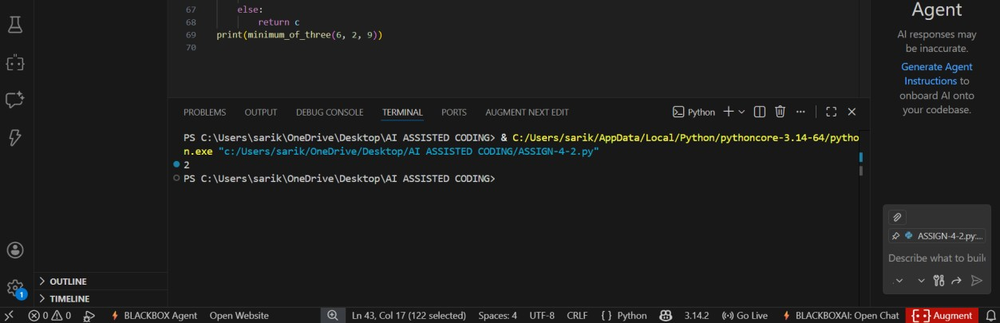 67 else:
68 return c
69 print(minimum_of_three(6, 2, 9))
70
PROBLEMS OUTPUT DEBUG CONSOLE TERMINAL PORTS AUGMENT NEXT EDIT
Python
PS C:\Users\sarik\OneDrive\Desktop\AI ASSISTED CODING> & C:/Users/sarik/AppData/Local/Python/pythoncore-3.14-64/pytho
n.exe "c:/Users/sarik/OneDrive/Desktop/AI ASSISTED CODING/ASSIGN-4-2.py"
2
PS C:\Users\sarik\OneDrive\Desktop\AI ASSISTED CODING>
Agent
AI responses may
be inaccurate.
Generate Agent
Instructions to
onboard AI onto
your codebase.
ASSIGN-4-2.py:...
Describe what to buil
OUTLINE
TIMELINE
1
0 0 BLACKBOX Agent Open Website Ln 43, Col 17 (122 selected) Spaces: 4 UTF-8 CRLF { } Python 3.14.2 Go Live BLACKBOXAI: Open Chat Augment